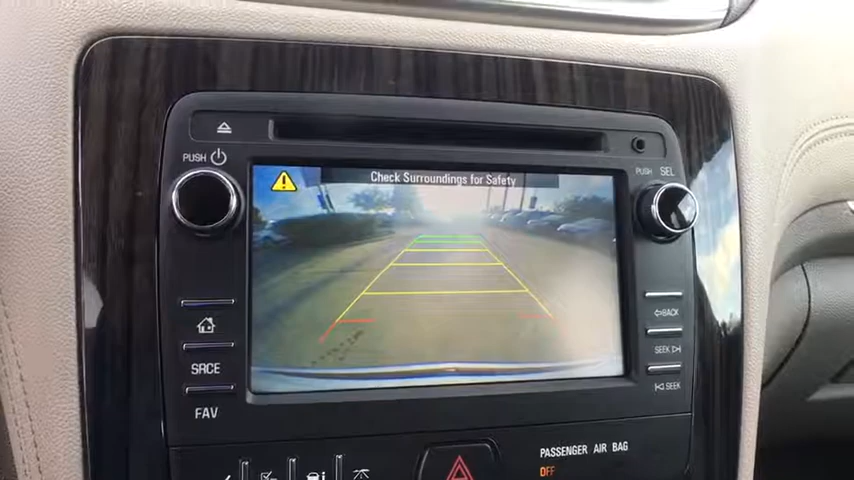 PUSH
PUSH SEL
Check Surroundings for Safety
BACK
SEEK
SRCE
SEEK
FAV
PASSENGER AIR BAG
OFF